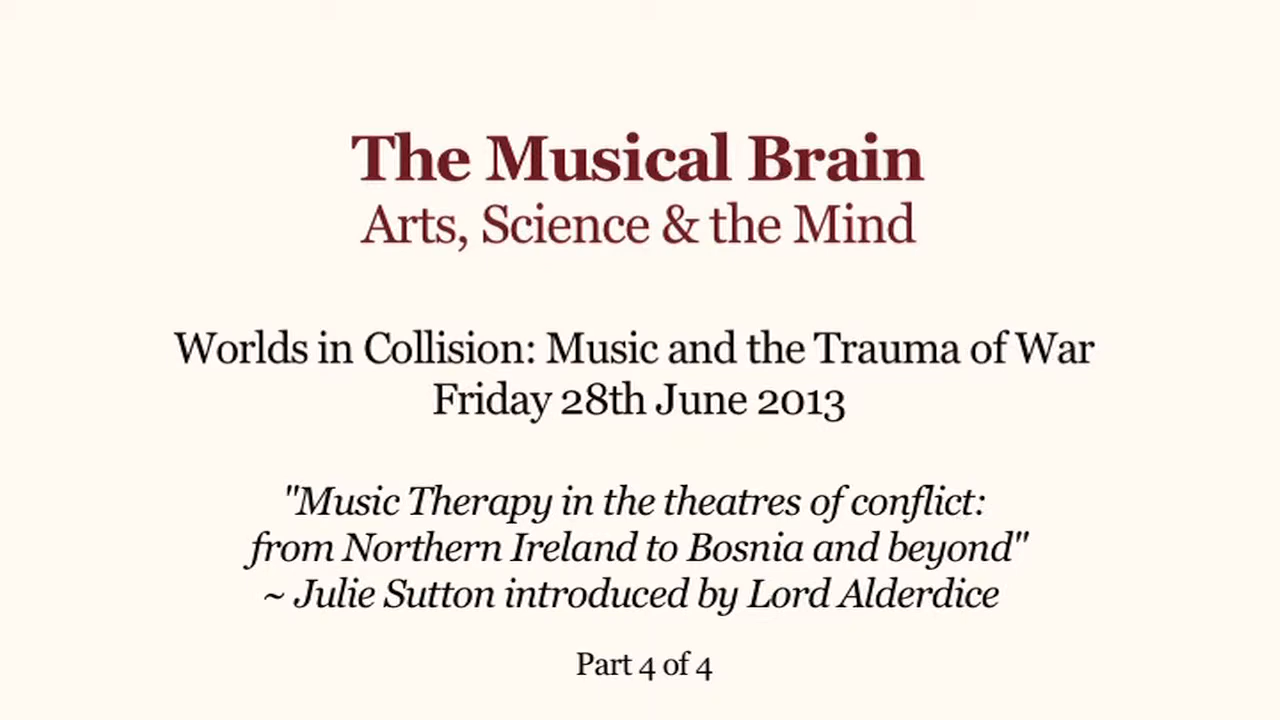 The Musical Brain
Arts, Science & the Mind
Worlds in Collision: Music and the Trauma of War
Friday 28th June 2013
"Music Therapy in the theatres of conflict:
from Northern Ireland to Bosnia and beyond"
~ Julie Sutton introduced by Lord Alderdice
Part 4 of 4